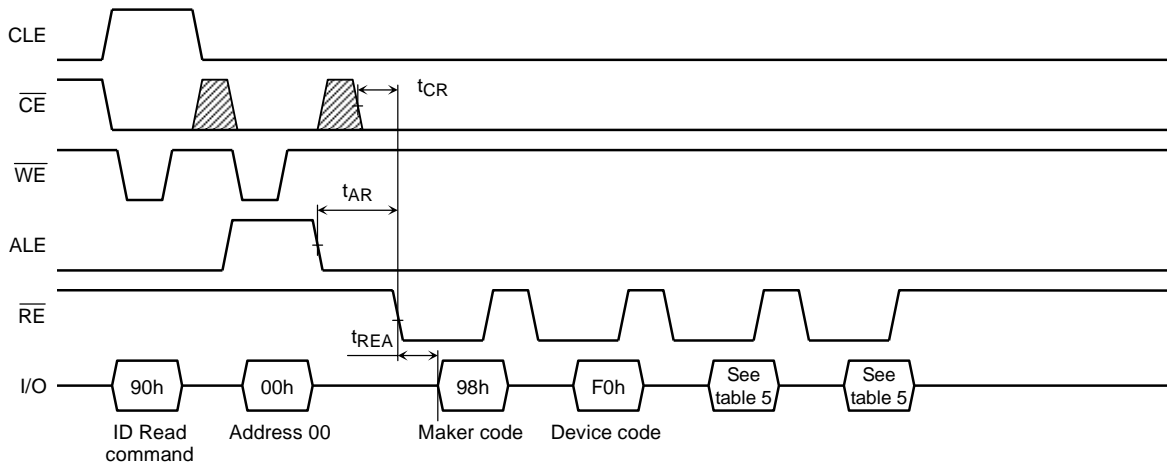 CLE
CE
tCR
WE
tAR
ALE
RE
tREA
I/O
90h
00h
98h
F0h
See
table 5
See
table 5
ID Read
command
Address 00
Maker code
Device code